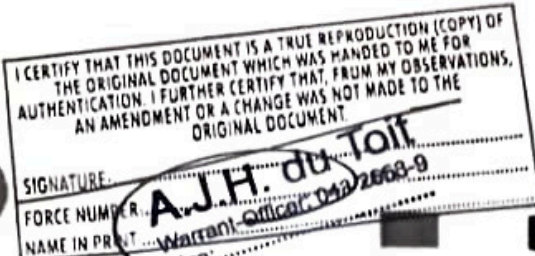 I CERTIFY THAT THIS DOCUMENT IS A TRUE REPRODUCTION (COPY) OF
THE ORIGINAL DOCUMENT WHICH WAS HANDED TO ME FOR
AUTHENTICATION. I FURTHER CERTIFY THAT, FROM MY OBSERVATIONS,
AN AMENDMENT OR A CHANGE WAS NOT MADE TO THE
ORIGINAL DOCUMENT.
SIGNATURE:
A.J.H. du Toit
FORCE NUMBER
Warrant Officer:
NAME IN PRINT